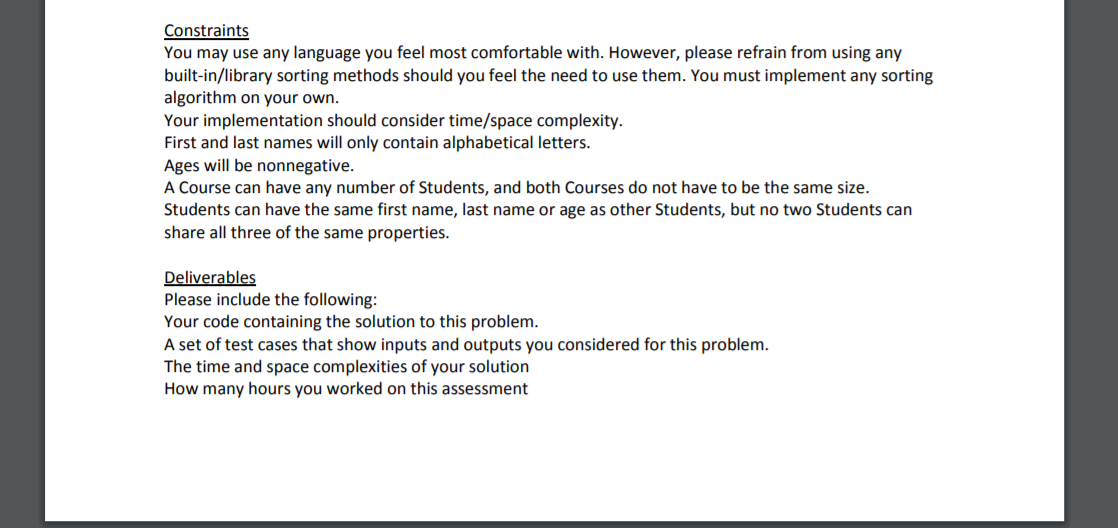 Constraints
You may use any language you feel most comfortable with. However, please refrain from using any
built-in/library sorting methods should you feel the need to use them. You must implement any sorting
algorithm on your own.
Your implementation should consider time/space complexity.
First and last names will only contain alphabetical letters.
Ages will be nonnegative.
A Course can have any number of Students, and both Courses do not have to be the same size.
Students can have the same first name, last name or age as other Students, but no two Students can
share all three of the same properties.
Deliverables
Please include the following:
Your code containing the solution to this problem.
A set of test cases that show inputs and outputs you considered for this problem.
The time and space complexities of your solution
How many hours you worked on this assessment